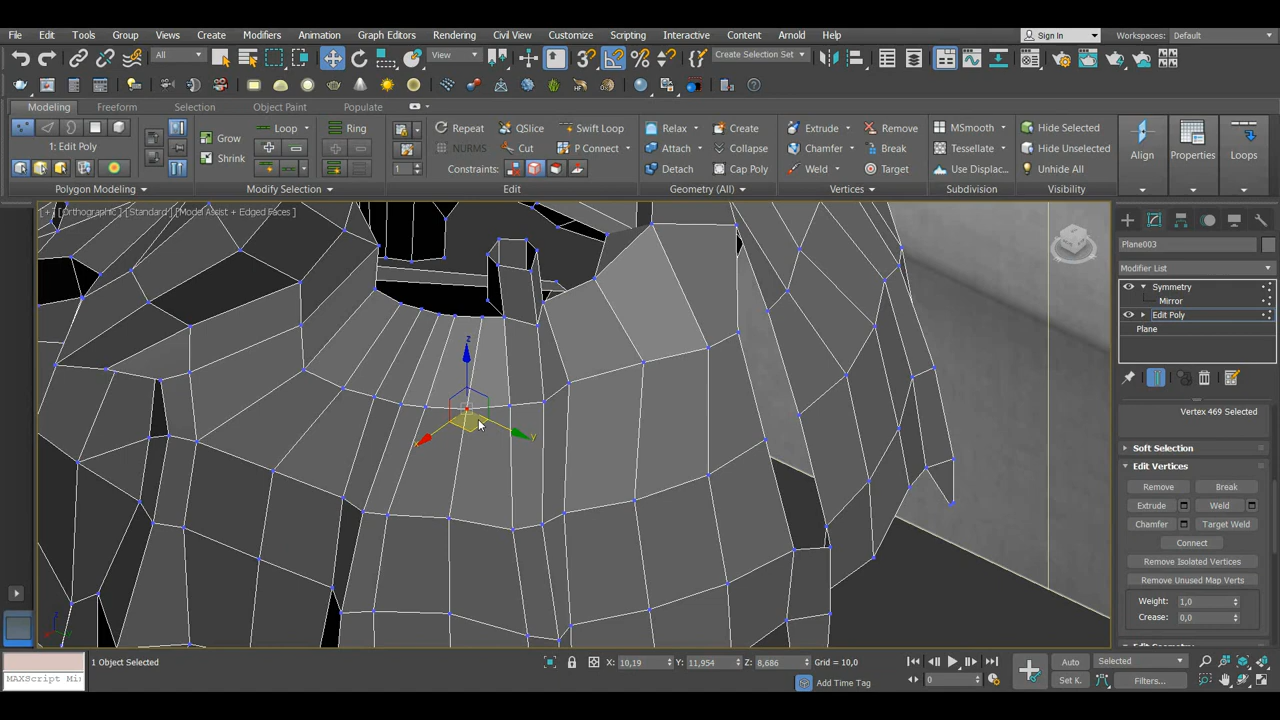 File Edit Tools Group Views Create Modifiers Animation Graph Editors Rendering Civil View Customize Scripting Interactive Content Arnold Help Sign In Workspaces: Default
All View Create Selection Set
Modeling Freeform Selection Object Paint Populate
Grow Loop Ring Repeat QSlice Swift Loop Relax Create Extrude Remove MSmooth Hide Selected
1: Edit Poly Shrink NURMS Cut P Connect Attach Collapse Chamfer Break Tessellate Hide Unselected Align Properties Loops
1 Constraints: Detach Cap Poly Weld Target Use Displac... Unhide All
Polygon Modeling Modify Selection Edit Geometry (All) Vertices Subdivision Visibility
[+] [Orthographic] [Standard] [Model Assist + Edged Faces]
z
x
y
Plane003
Modifier List
Symmetry
Mirror
Edit Poly
Plane
Vertex 469 Selected
Soft Selection
Edit Vertices
Remove Break
Extrude Weld
Chamfer Target Weld
Connect
Remove Isolated Vertices
Remove Unused Map Verts
Weight: 1,0
Crease: 0,0
1 Object Selected X: 10,19 Y: 11,954 Z: 8,686 Grid = 10,0 Auto Selected
MAXScript Mi Add Time Tag 0 Set K. Filters...